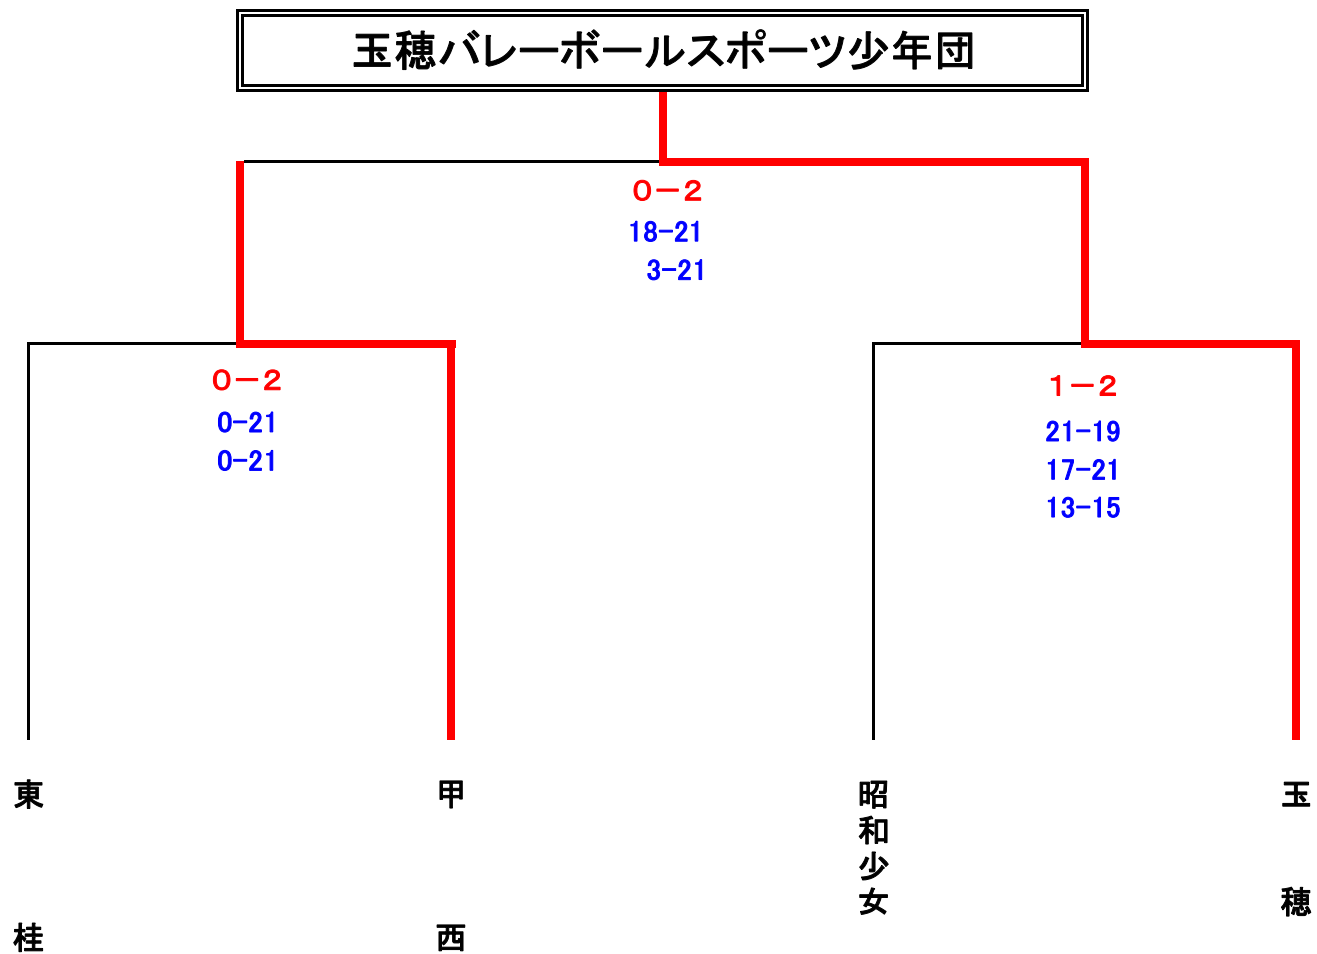 玉穂バレーボールスポーツ少年団
０－２
18-21
3-21
０－２
0-21
0-21
１－２
21-19
17-21
13-15
東桂
甲西
昭和少女
玉穂